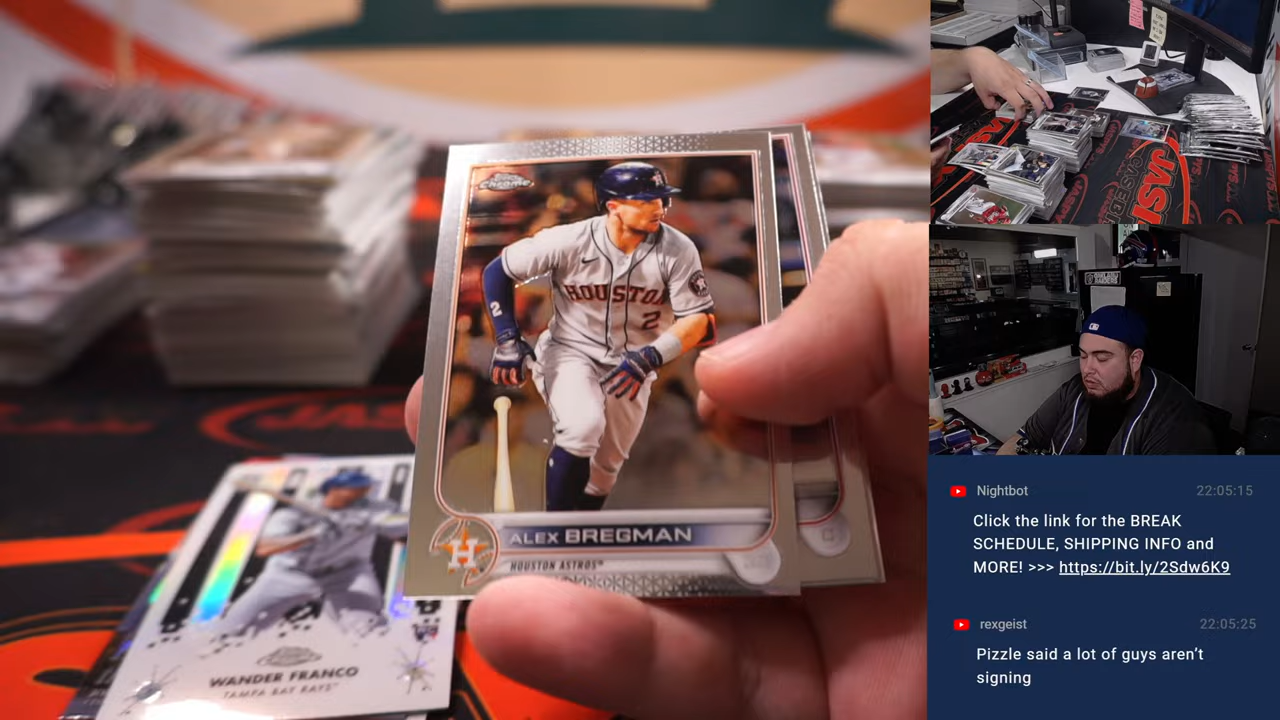 Chrome
HOUSTON
2
2
ALEX BREGMAN
HOUSTON ASTROS
WANDER FRANCO
TAMPA BAY RAYS
JASPY
Nightbot 22:05:15
Click the link for the BREAK
SCHEDULE, SHIPPING INFO and
MORE! >>> https://bit.ly/2Sdw6K9
rexgeist 22:05:25
Pizzle said a lot of guys aren't
signing